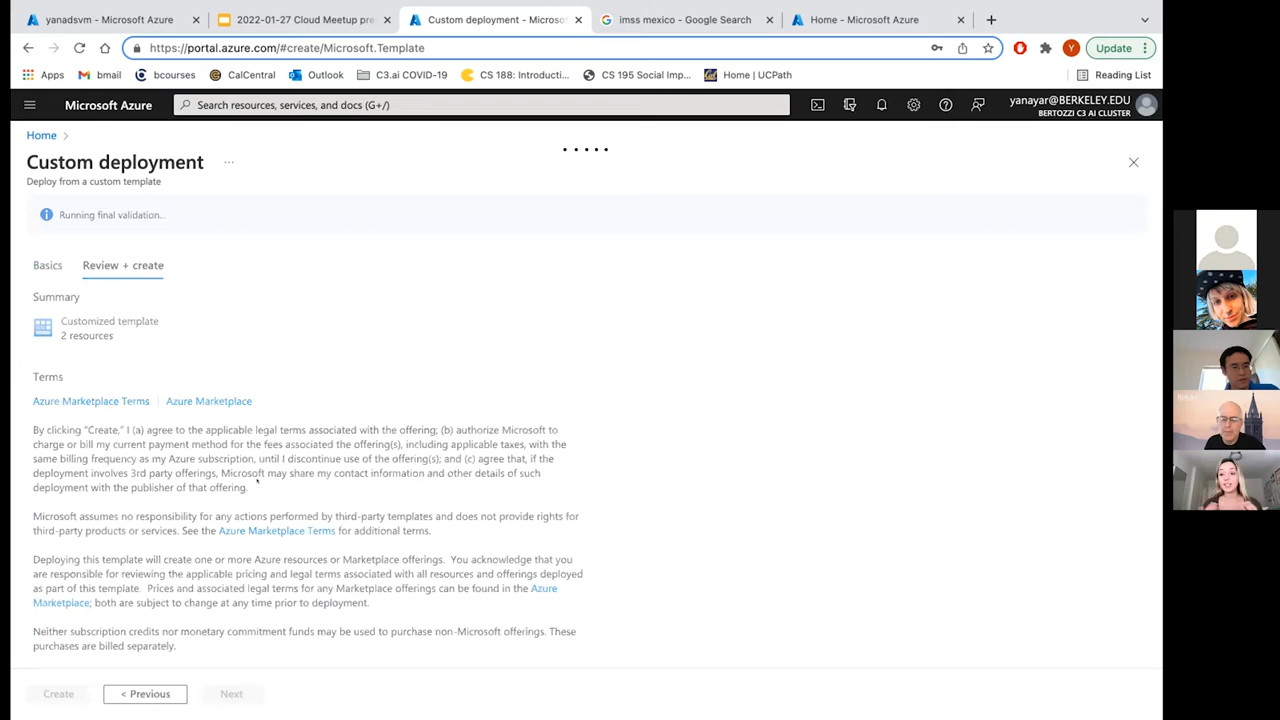 yanadsvm - Microsoft Azure
2022-01-27 Cloud Meetup pre
Custom deployment - Microso
imss mexico - Google Search
Home - Microsoft Azure
https://portal.azure.com/#create/Microsoft.Template
Update
Apps
bmail
bcourses
CalCentral
Outlook
C3.ai COVID-19
CS 188: Introducti...
CS 195 Social Imp...
Home | UCPath
Reading List
Microsoft Azure
Search resources, services, and docs (G+/)
yanayar@BERKELEY.EDU
BERTOZZI C3 AI CLUSTER
Home >
Custom deployment ...
Deploy from a custom template
Running final validation...
Basics
Review + create
Summary
Customized template
2 resources
Terms
Azure Marketplace Terms | Azure Marketplace
By clicking "Create," I (a) agree to the applicable legal terms associated with the offering; (b) authorize Microsoft to
charge or bill my current payment method for the fees associated the offering(s), including applicable taxes, with the
same billing frequency as my Azure subscription, until I discontinue use of the offering(s); and (c) agree that, if the
deployment involves 3rd party offerings, Microsoft may share my contact information and other details of such
deployment with the publisher of that offering.
Microsoft assumes no responsibility for any actions performed by third-party templates and does not provide rights for
third-party products or services. See the Azure Marketplace Terms for additional terms.
Deploying this template will create one or more Azure resources or Marketplace offerings. You acknowledge that you
are responsible for reviewing the applicable pricing and legal terms associated with all resources and offerings deployed
as part of this template. Prices and associated legal terms for any Marketplace offerings can be found in the Azure
Marketplace; both are subject to change at any time prior to deployment.
Neither subscription credits nor monetary commitment funds may be used to purchase non-Microsoft offerings. These
purchases are billed separately.
Create
< Previous
Next